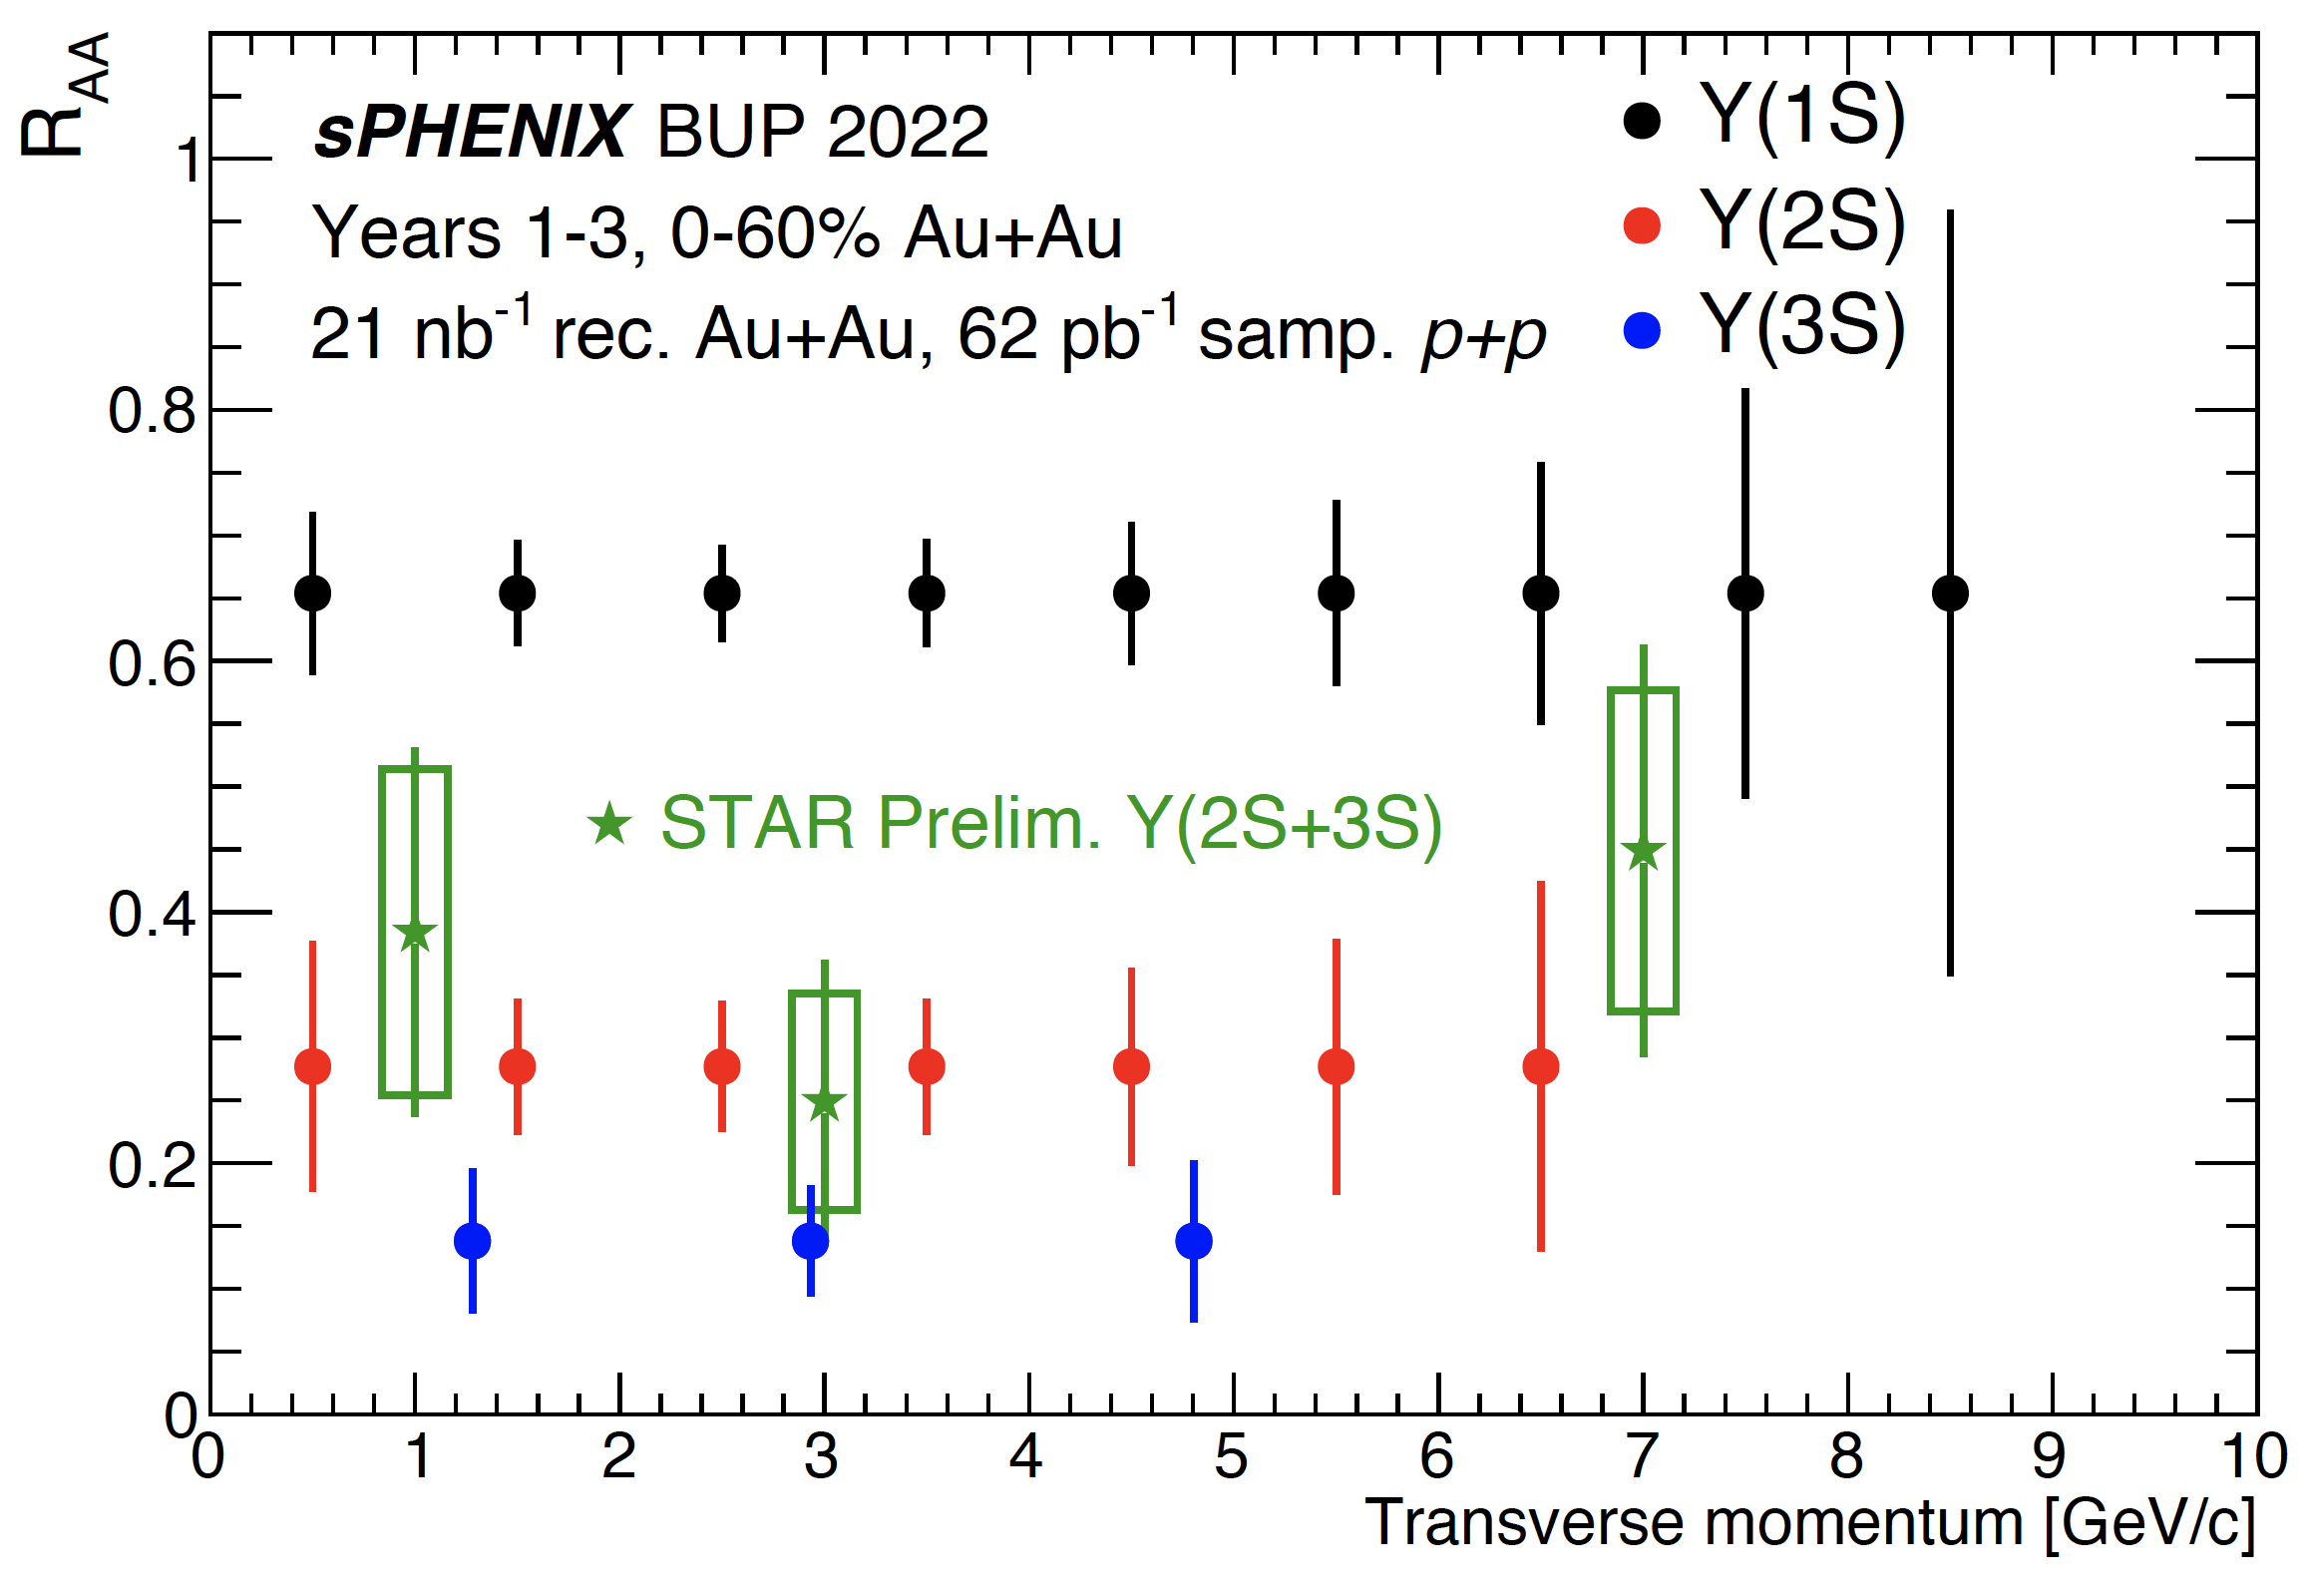 R_AA
sPHENIX BUP 2022
Years 1-3, 0-60% Au+Au
21 nb^-1 rec. Au+Au, 62 pb^-1 samp. p+p
Υ(1S)
Υ(2S)
Υ(3S)
STAR Prelim. Υ(2S+3S)
1
0.8
0.6
0.4
0.2
0
0 1 2 3 4 5 6 7 8 9 10
Transverse momentum [GeV/c]